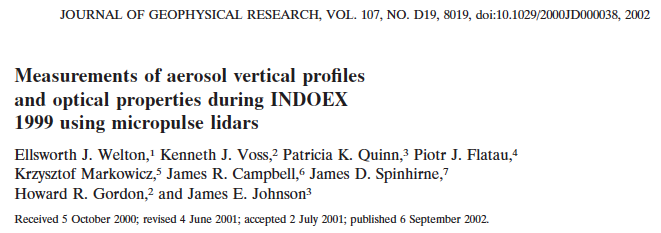 JOURNAL OF GEOPHYSICAL RESEARCH, VOL. 107, NO. D19, 8019, doi:10.1029/2000JD000038, 2002
Measurements of aerosol vertical profiles
and optical properties during INDOEX
1999 using micropulse lidars
Ellsworth J. Welton,¹ Kenneth J. Voss,² Patricia K. Quinn,³ Piotr J. Flatau,⁴
Krzysztof Markowicz,⁵ James R. Campbell,⁶ James D. Spinhirne,⁷
Howard R. Gordon,² and James E. Johnson³
Received 5 October 2000; revised 4 June 2001; accepted 2 July 2001; published 6 September 2002.